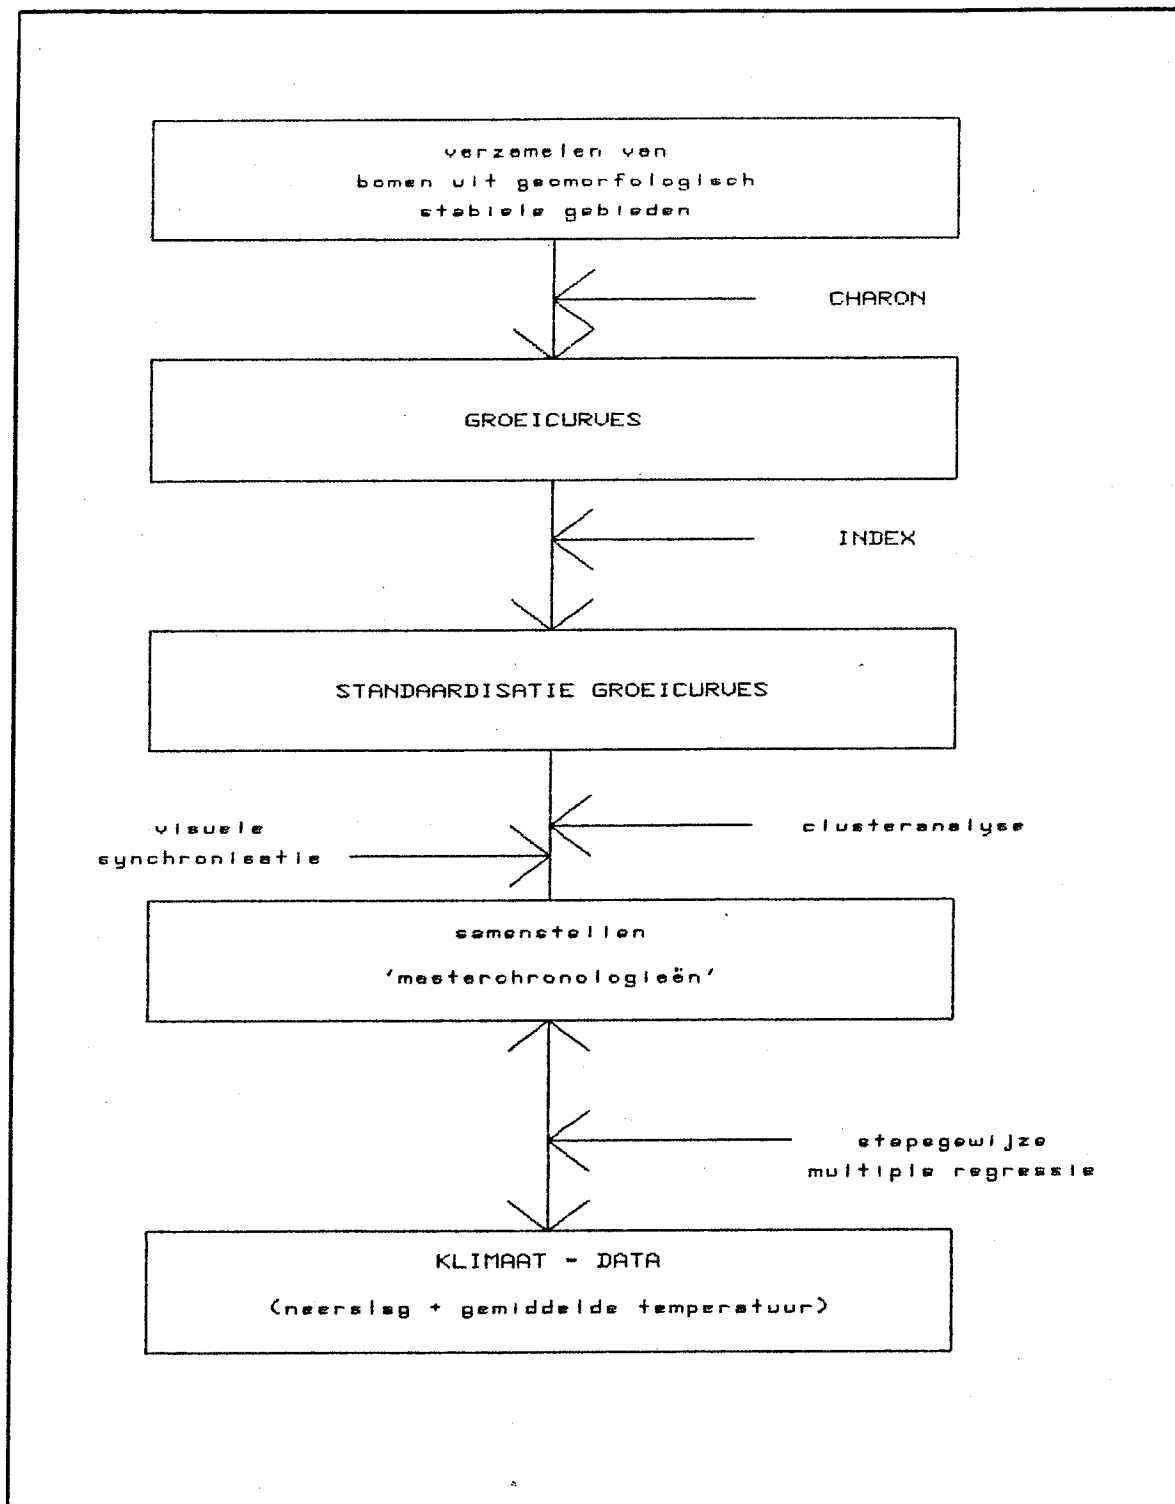 verzamelen van
bomen uit geomorfologisch
stabiele gebieden
CHARON
GROEICURVES
INDEX
STANDAARDISATIE GROEICURVES
visuele
synchronisatie
clusteranalyse
samenstellen
'masterchronologieën'
stapsgewijze
multiple regressie
KLIMAAT - DATA
(neerslag + gemiddelde temperatuur)